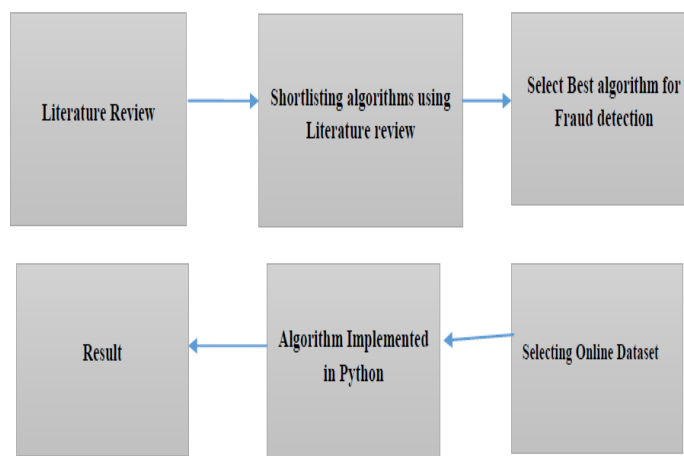 Literature Review
Shortlisting algorithms using
Literature review
Select Best algorithm for
Fraud detection
Result
Algorithm Implemented
in Python
Selecting Online Dataset